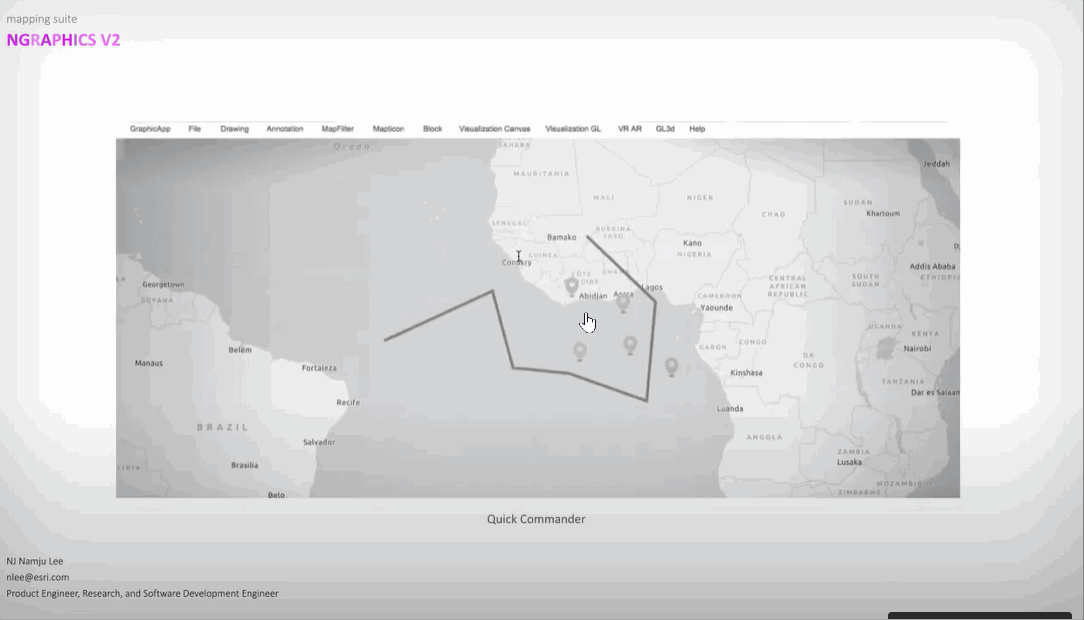 mapping suite
NGRAPHICS V2
GraphicApp File Drawing Annotation MapFilter Mapticon Block Visualization Canvas Visualization GL VR AR GL3d Help
SAHARA
Jeddah
MAURITANIA
MALI
NIGER
SUDAN
CHAD
Khartoum
SENEGAL
BURKINA
FASO
Bamako
Kano
NIGERIA
GUINEA
Conakry
GHANA
CÔTE
Addis Ababa
ETHIOPIA
SOUTH
SUDAN
CENTRAL
AFRICAN
REPUBLIC
Georgetown
GUYANA
Lagos
Abidjan
Accra
CAMEROON
Yaounde
UGANDA
KENYA
Nairobi
GABON
CONGO
DR
CONGO
Belém
Manaus
Fortaleza
Kinshasa
TANZANIA
Dar es Salaam
Recife
Luanda
BRAZIL
Salvador
ANGOLA
ZAMBIA
Lusaka
Brasilia
MOZAMBIQUE
ZIMBABWE
Belo
Quick Commander
NJ Namju Lee
nlee@esri.com
Product Engineer, Research, and Software Development Engineer